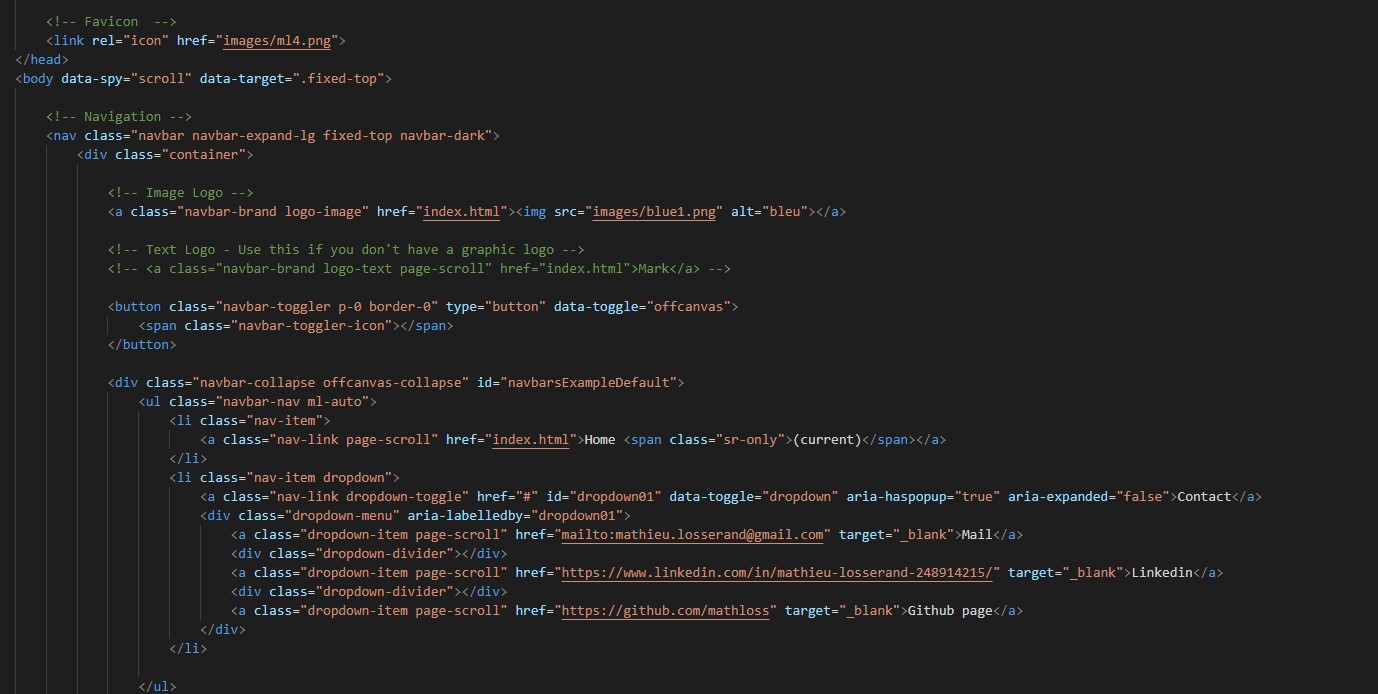 <!-- Favicon  -->
<link rel="icon" href="images/ml4.png">
</head>
<body data-spy="scroll" data-target=".fixed-top">
<!-- Navigation -->
<nav class="navbar navbar-expand-lg fixed-top navbar-dark">
<div class="container">
<!-- Image Logo -->
<a class="navbar-brand logo-image" href="index.html"><img src="images/blue1.png" alt="bleu"></a>
<!-- Text Logo - Use this if you don't have a graphic logo -->
<!-- <a class="navbar-brand logo-text page-scroll" href="index.html">Mark</a> -->
<button class="navbar-toggler p-0 border-0" type="button" data-toggle="offcanvas">
<span class="navbar-toggler-icon"></span>
</button>
<div class="navbar-collapse offcanvas-collapse" id="navbarsExampleDefault">
<ul class="navbar-nav ml-auto">
<li class="nav-item">
<a class="nav-link page-scroll" href="index.html">Home <span class="sr-only">(current)</span></a>
</li>
<li class="nav-item dropdown">
<a class="nav-link dropdown-toggle" href="#" id="dropdown01" data-toggle="dropdown" aria-haspopup="true" aria-expanded="false">Contact</a>
<div class="dropdown-menu" aria-labelledby="dropdown01">
<a class="dropdown-item page-scroll" href="mailto:mathieu.losserand@gmail.com" target="_blank">Mail</a>
<div class="dropdown-divider"></div>
<a class="dropdown-item page-scroll" href="https://www.linkedin.com/in/mathieu-losserand-248914215/" target="_blank">Linkedin</a>
<div class="dropdown-divider"></div>
<a class="dropdown-item page-scroll" href="https://github.com/mathloss" target="_blank">Github page</a>
</div>
</li>
</ul>